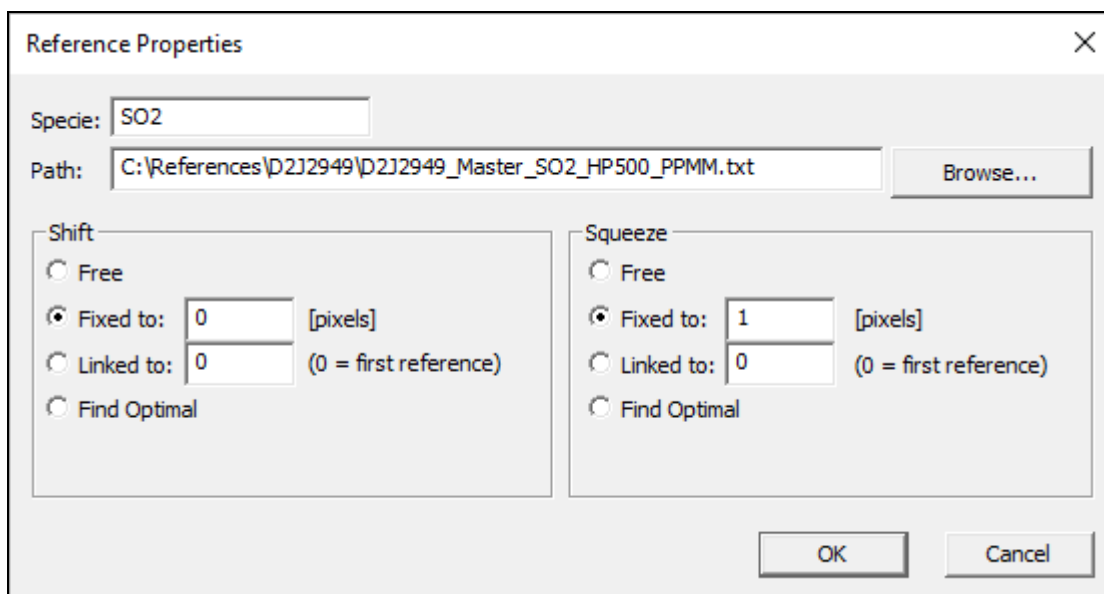 Reference Properties
Specie: SO2
Path: C:\References\D2J2949\D2J2949_Master_SO2_HP500_PPMM.txt Browse...
Shift
Free
Fixed to: 0 [pixels]
Linked to: 0 (0 = first reference)
Find Optimal
Squeeze
Free
Fixed to: 1 [pixels]
Linked to: 0 (0 = first reference)
Find Optimal
OK Cancel